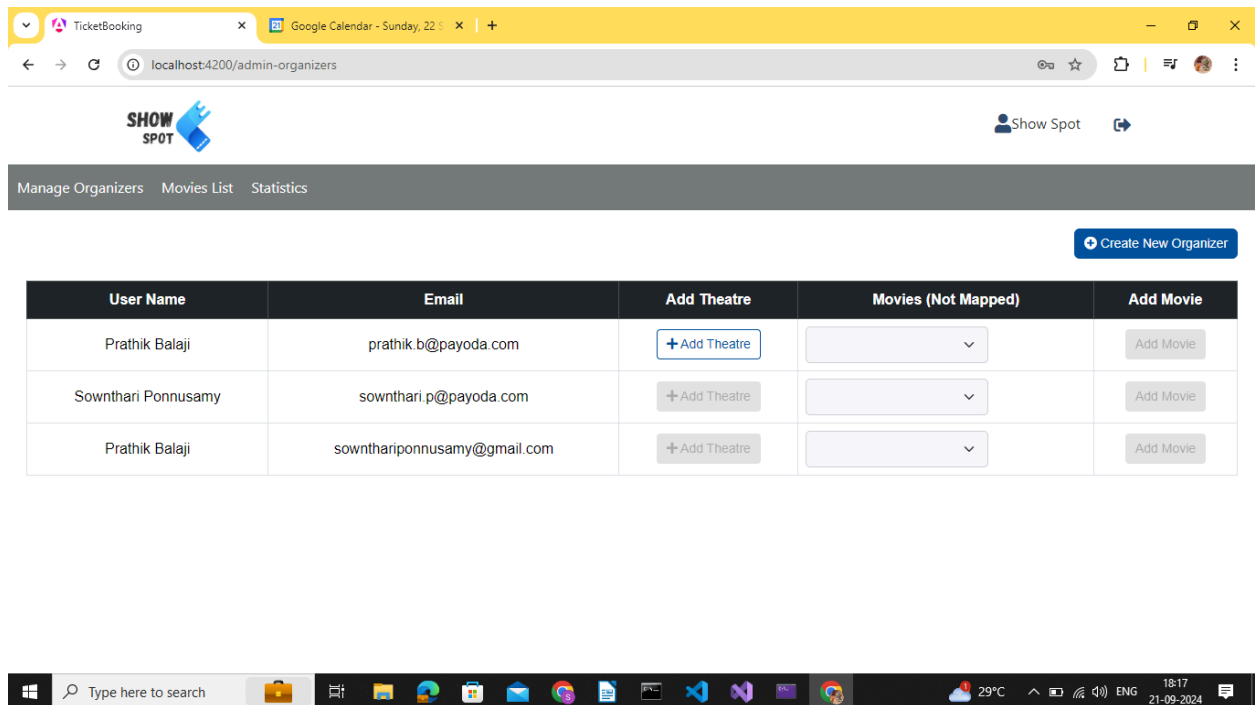 TicketBooking
Google Calendar - Sunday, 22 S
localhost:4200/admin-organizers
SHOW
SPOT
Show Spot
Manage Organizers Movies List Statistics
Create New Organizer
User Name Email Add Theatre Movies (Not Mapped) Add Movie
Prathik Balaji prathik.b@payoda.com Add Theatre Add Movie
Sownthari Ponnusamy sownthari.p@payoda.com Add Theatre Add Movie
Prathik Balaji sownthariponnusamy@gmail.com Add Theatre Add Movie
Type here to search
29°C ENG 18:17
21-09-2024